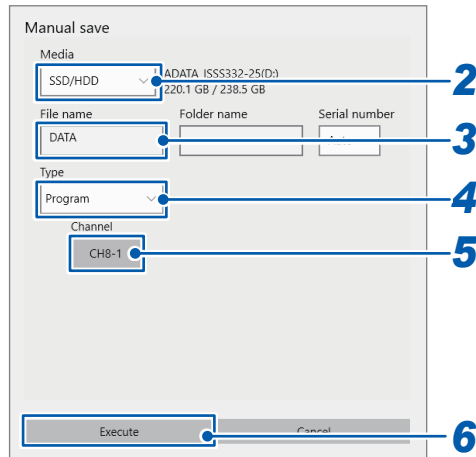 Manual save
Media
SSD/HDD
ADATA ISSS332-25(D:)
220.1 GB / 238.5 GB
2
File name Folder name Serial number
DATA
3
Type
Program
4
Channel
CH8-1
5
Execute Cancel
6